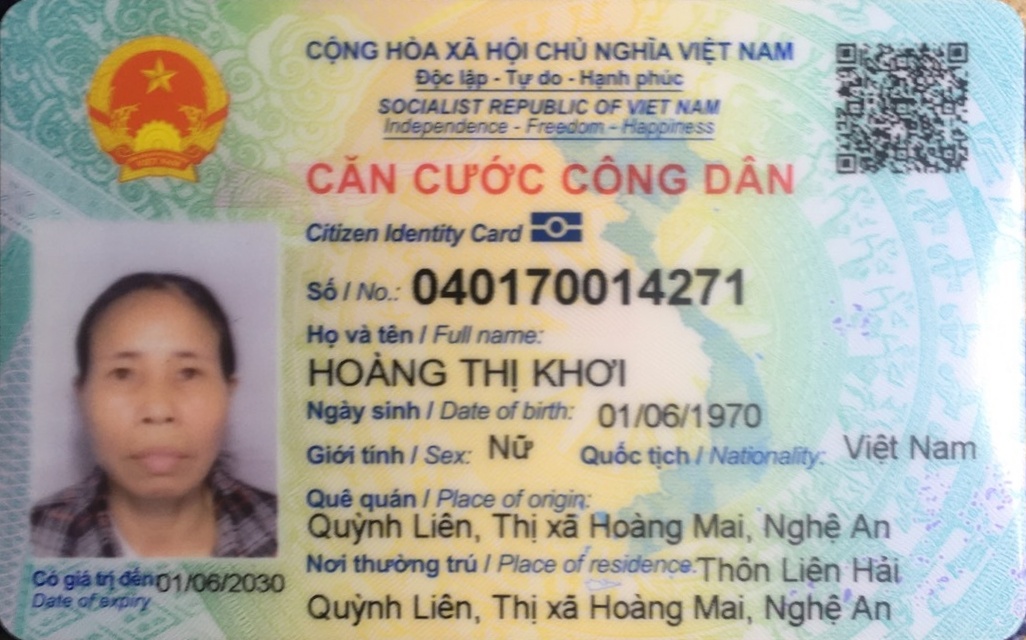 CỘNG HÒA XÃ HỘI CHỦ NGHĨA VIỆT NAM
Độc lập - Tự do - Hạnh phúc
SOCIALIST REPUBLIC OF VIET NAM
Independence - Freedom - Happiness
CĂN CƯỚC CÔNG DÂN
Citizen Identity Card
Số / No.: 040170014271
Họ và tên / Full name:
HOÀNG THỊ KHƠI
Ngày sinh / Date of birth: 01/06/1970
Giới tính / Sex: Nữ Quốc tịch / Nationality: Việt Nam
Quê quán / Place of origin:
Quỳnh Liên, Thị xã Hoàng Mai, Nghệ An
Nơi thường trú / Place of residence: Thôn Liên Hải
Quỳnh Liên, Thị xã Hoàng Mai, Nghệ An
Có giá trị đến: 01/06/2030
Date of expiry